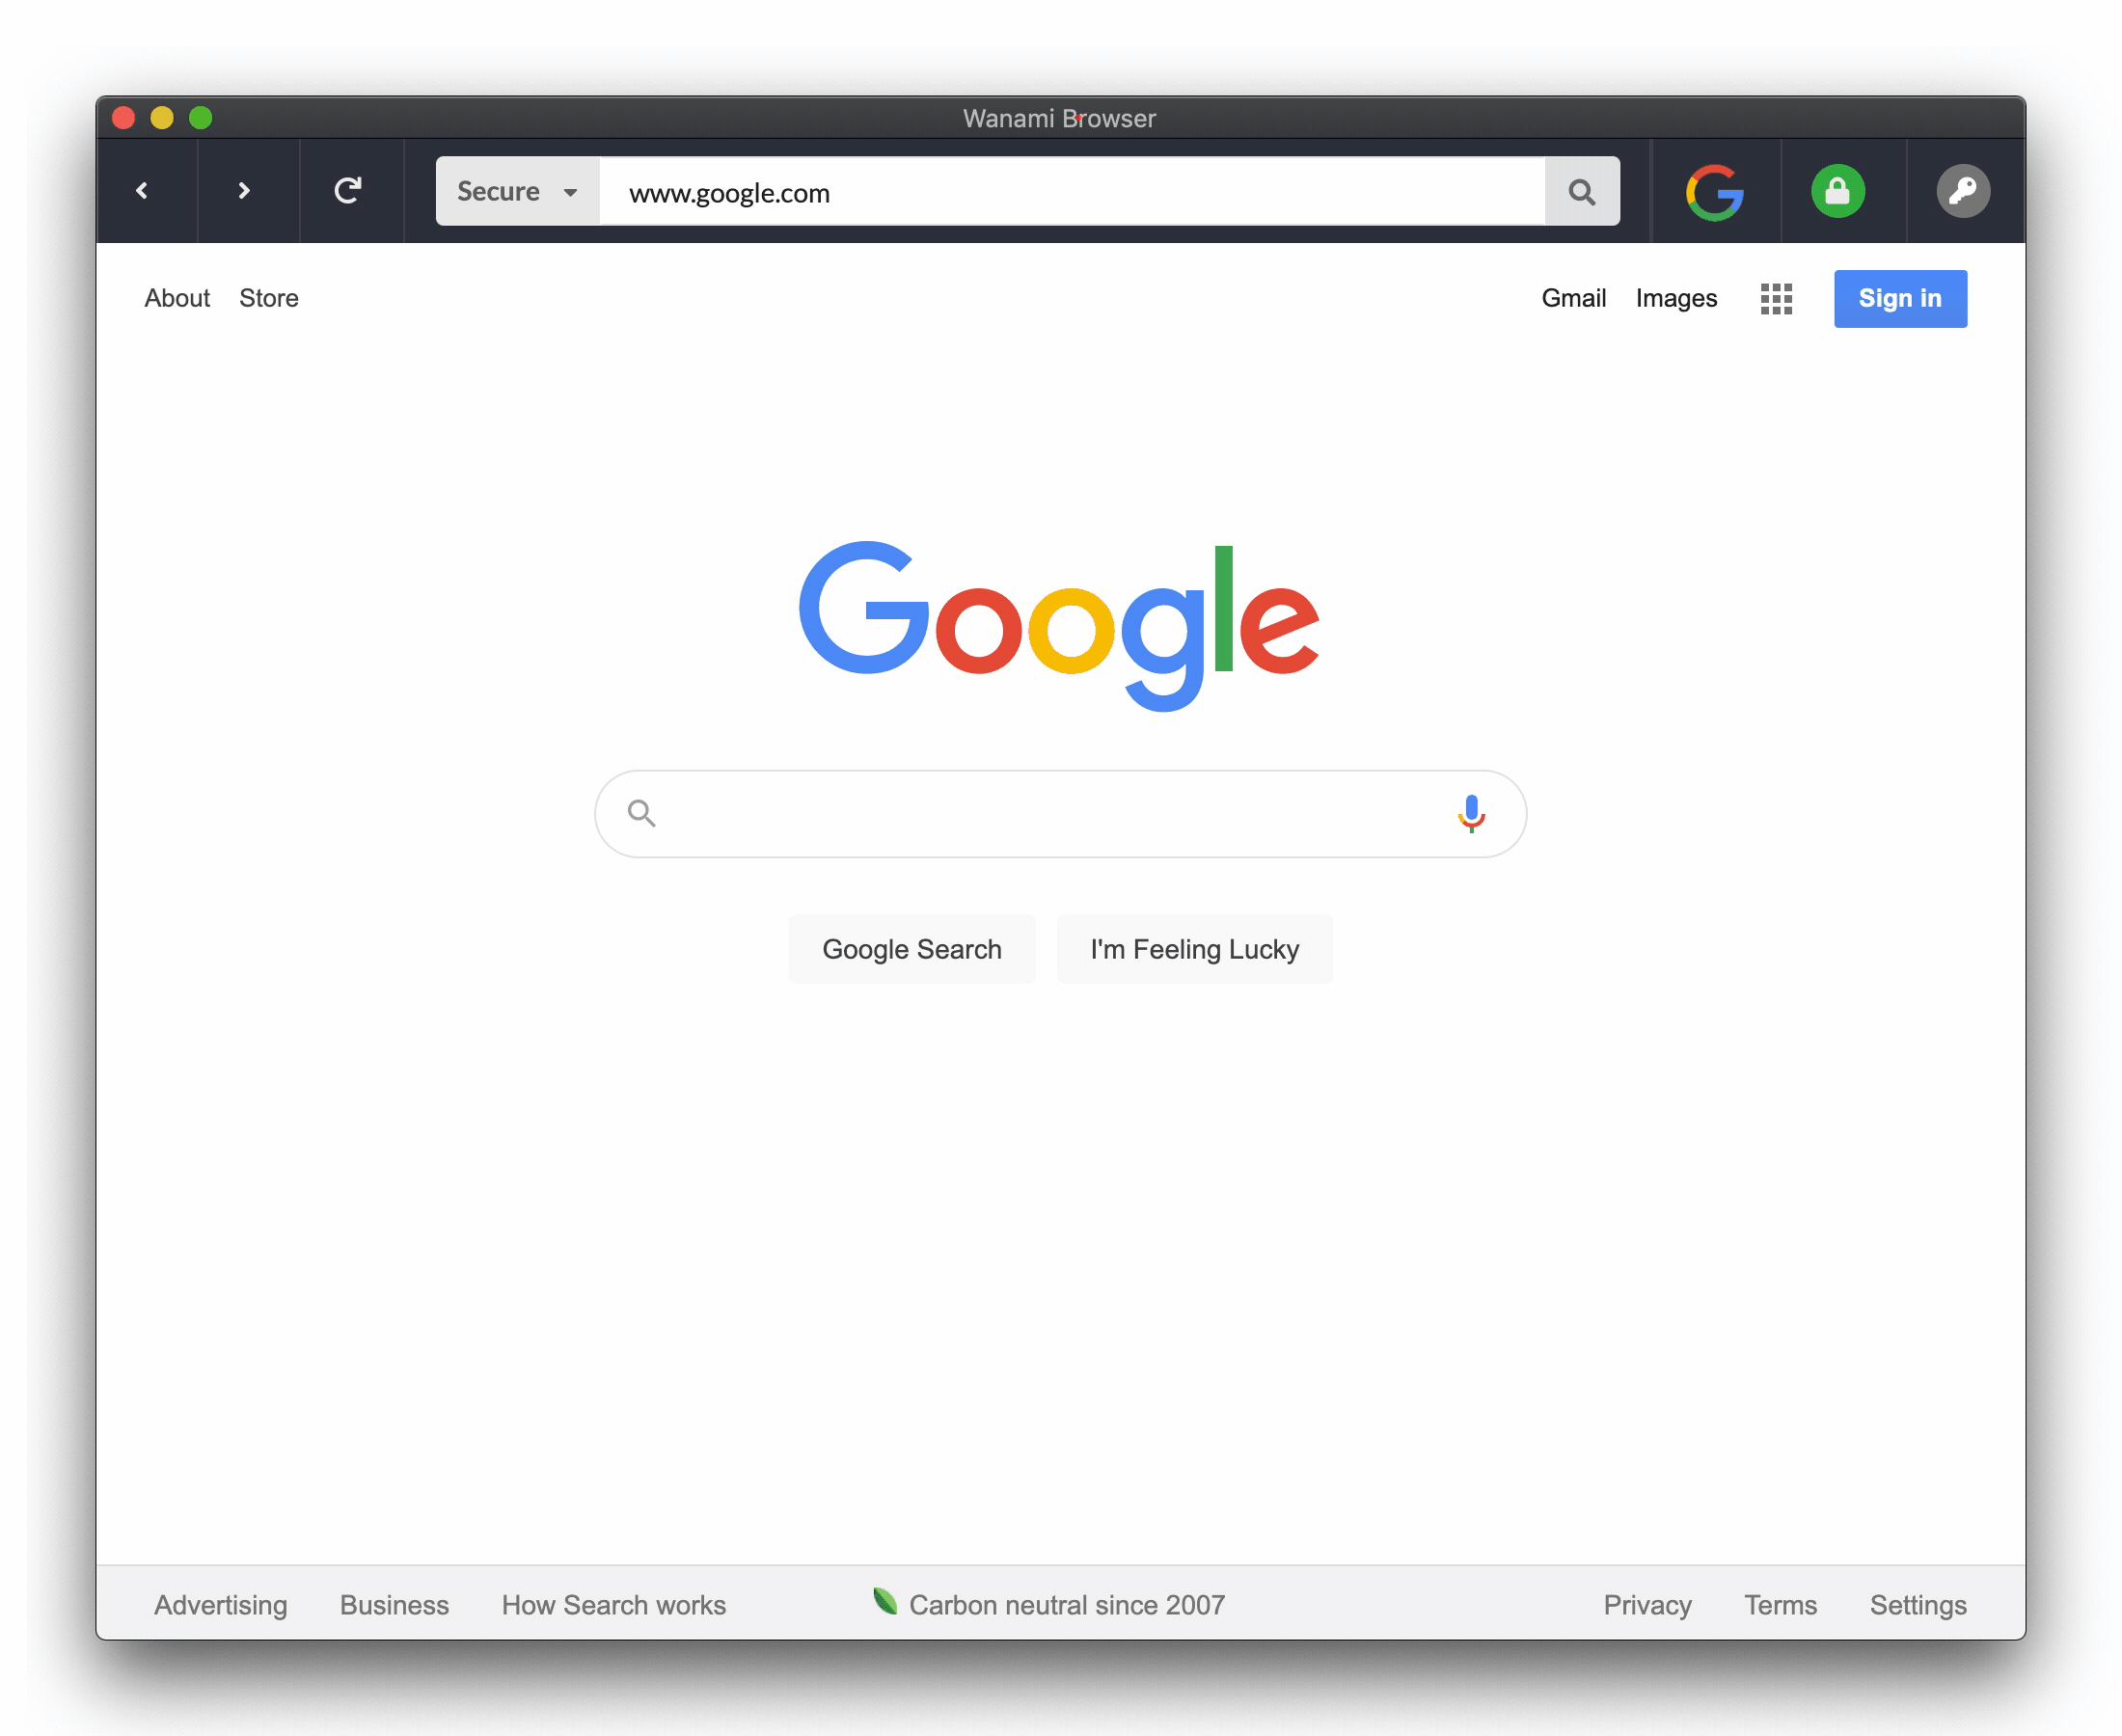 Wanami Browser
Secure www.google.com
About Store Gmail Images Sign in
Google
Google Search I'm Feeling Lucky
Advertising Business How Search works Carbon neutral since 2007 Privacy Terms Settings